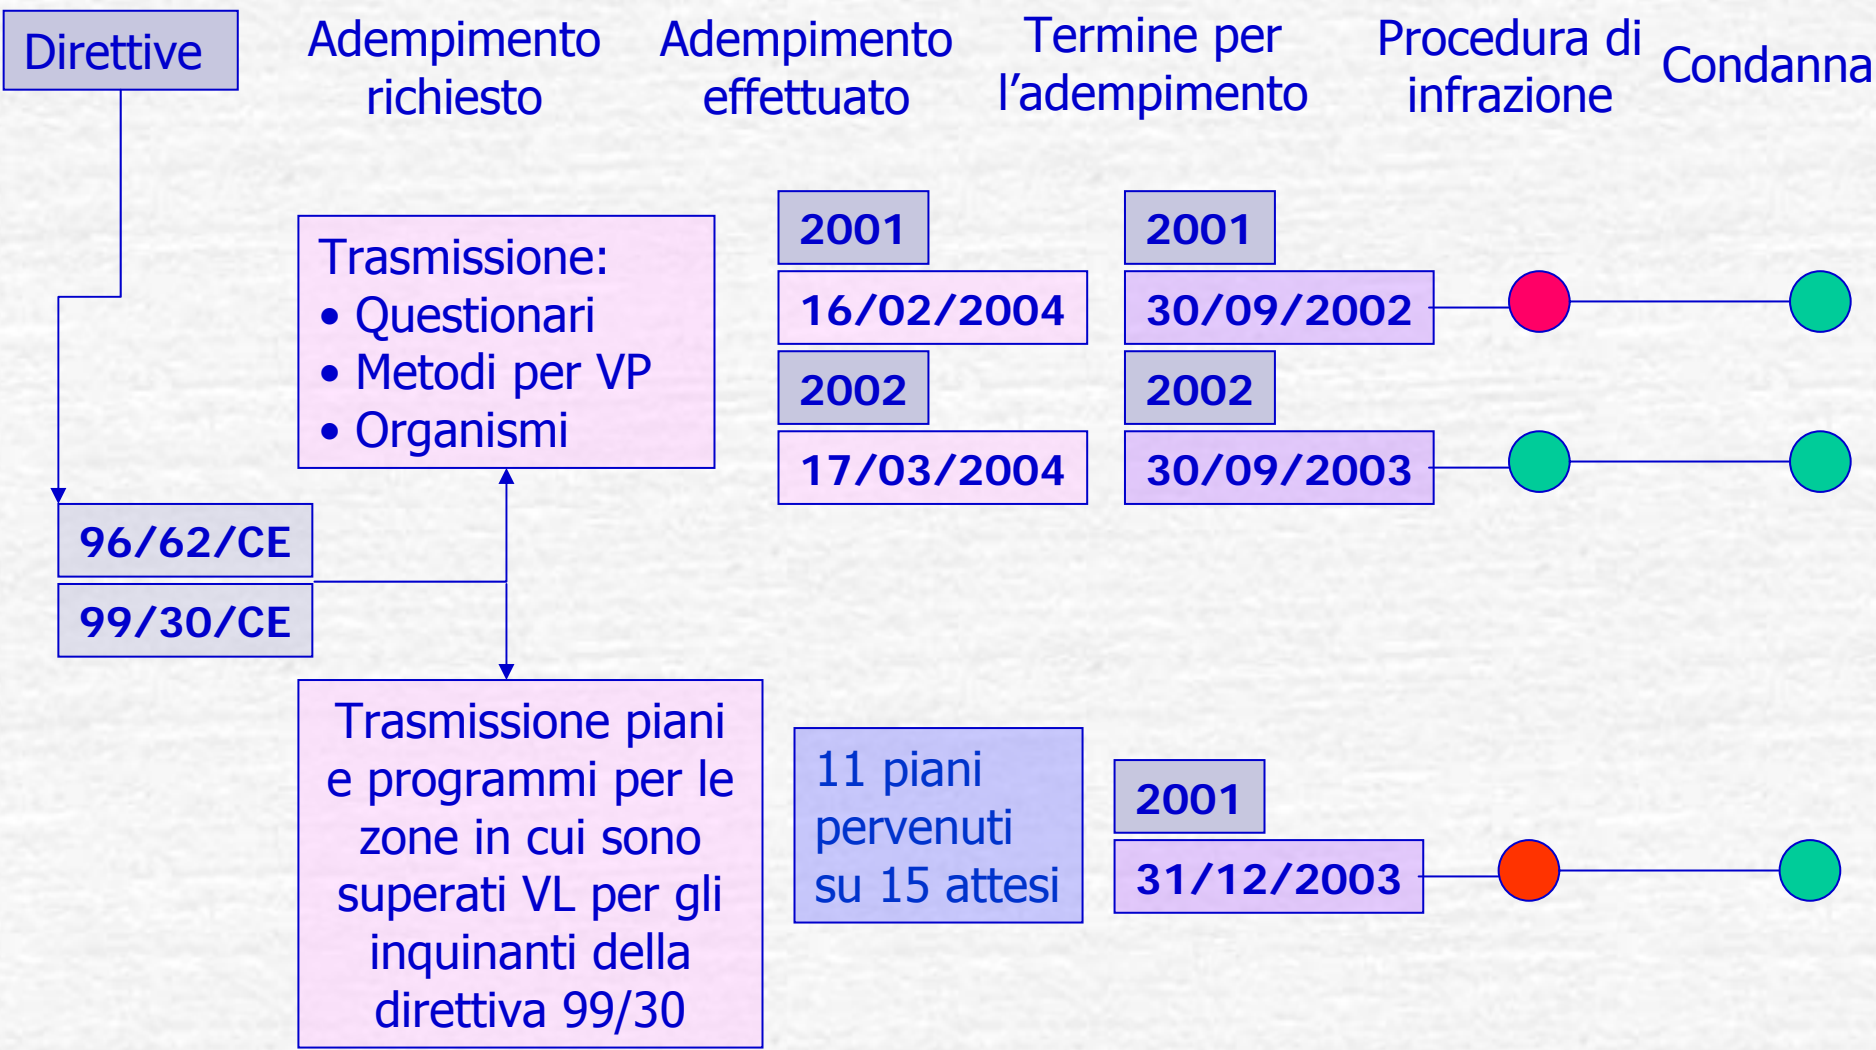 Direttive
Adempimento
richiesto
Adempimento
effettuato
Termine per
l’adempimento
Procedura di
infrazione
Condanna
Trasmissione:
• Questionari
• Metodi per VP
• Organismi
2001
16/02/2004
2002
17/03/2004
2001
30/09/2002
2002
30/09/2003
96/62/CE
99/30/CE
Trasmissione piani
e programmi per le
zone in cui sono
superati VL per gli
inquinanti della
direttiva 99/30
11 piani
pervenuti
su 15 attesi
2001
31/12/2003